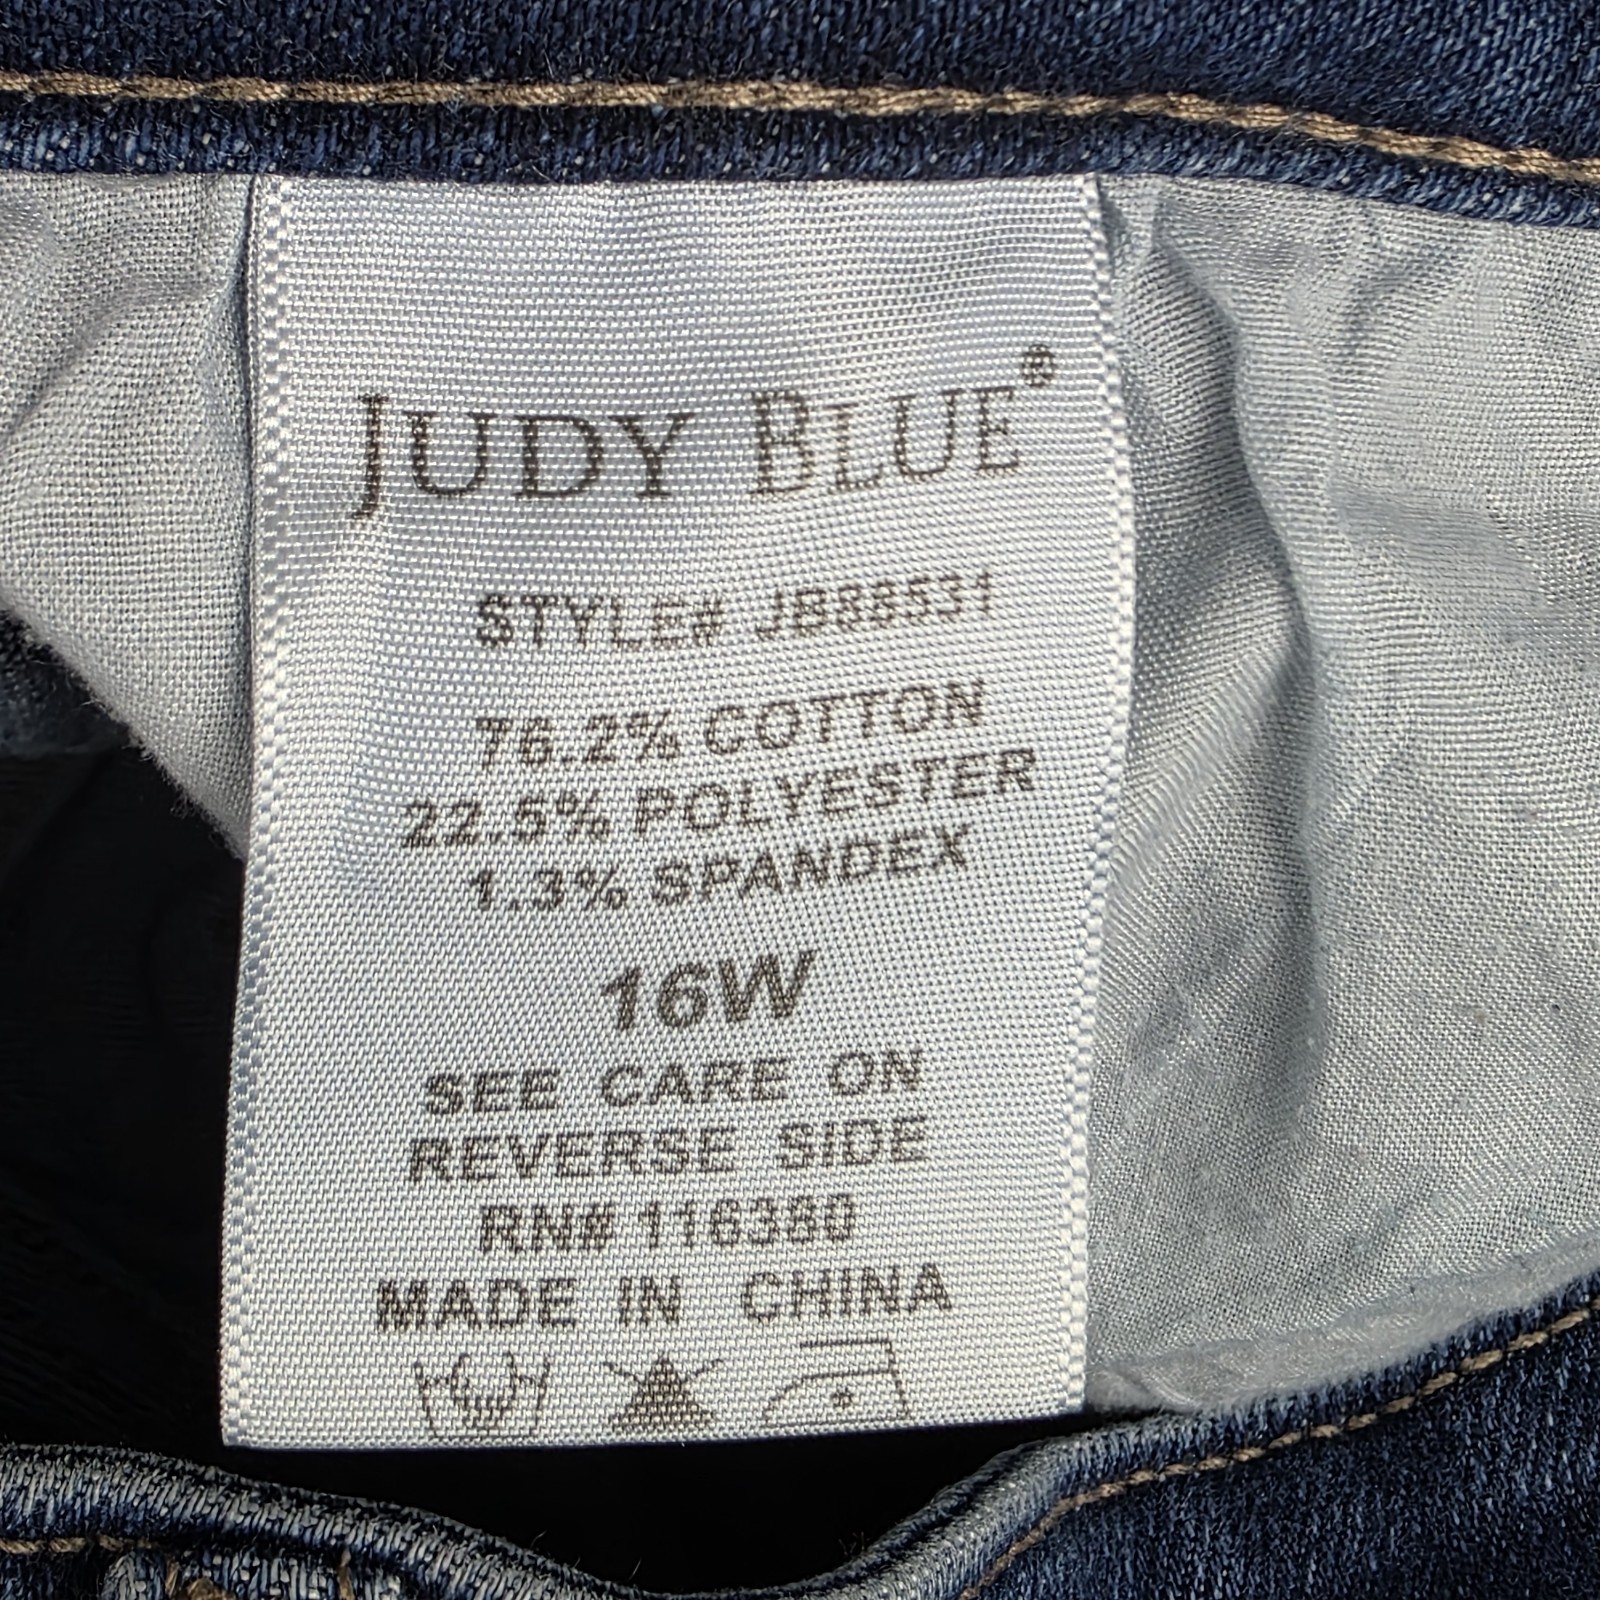 JUDY BLUE®
STYLE# JB88531
76.2% COTTON
22.5% POLYESTER
1.3% SPANDEX
16W
SEE CARE ON
REVERSE SIDE
RN# 116380
MADE IN CHINA